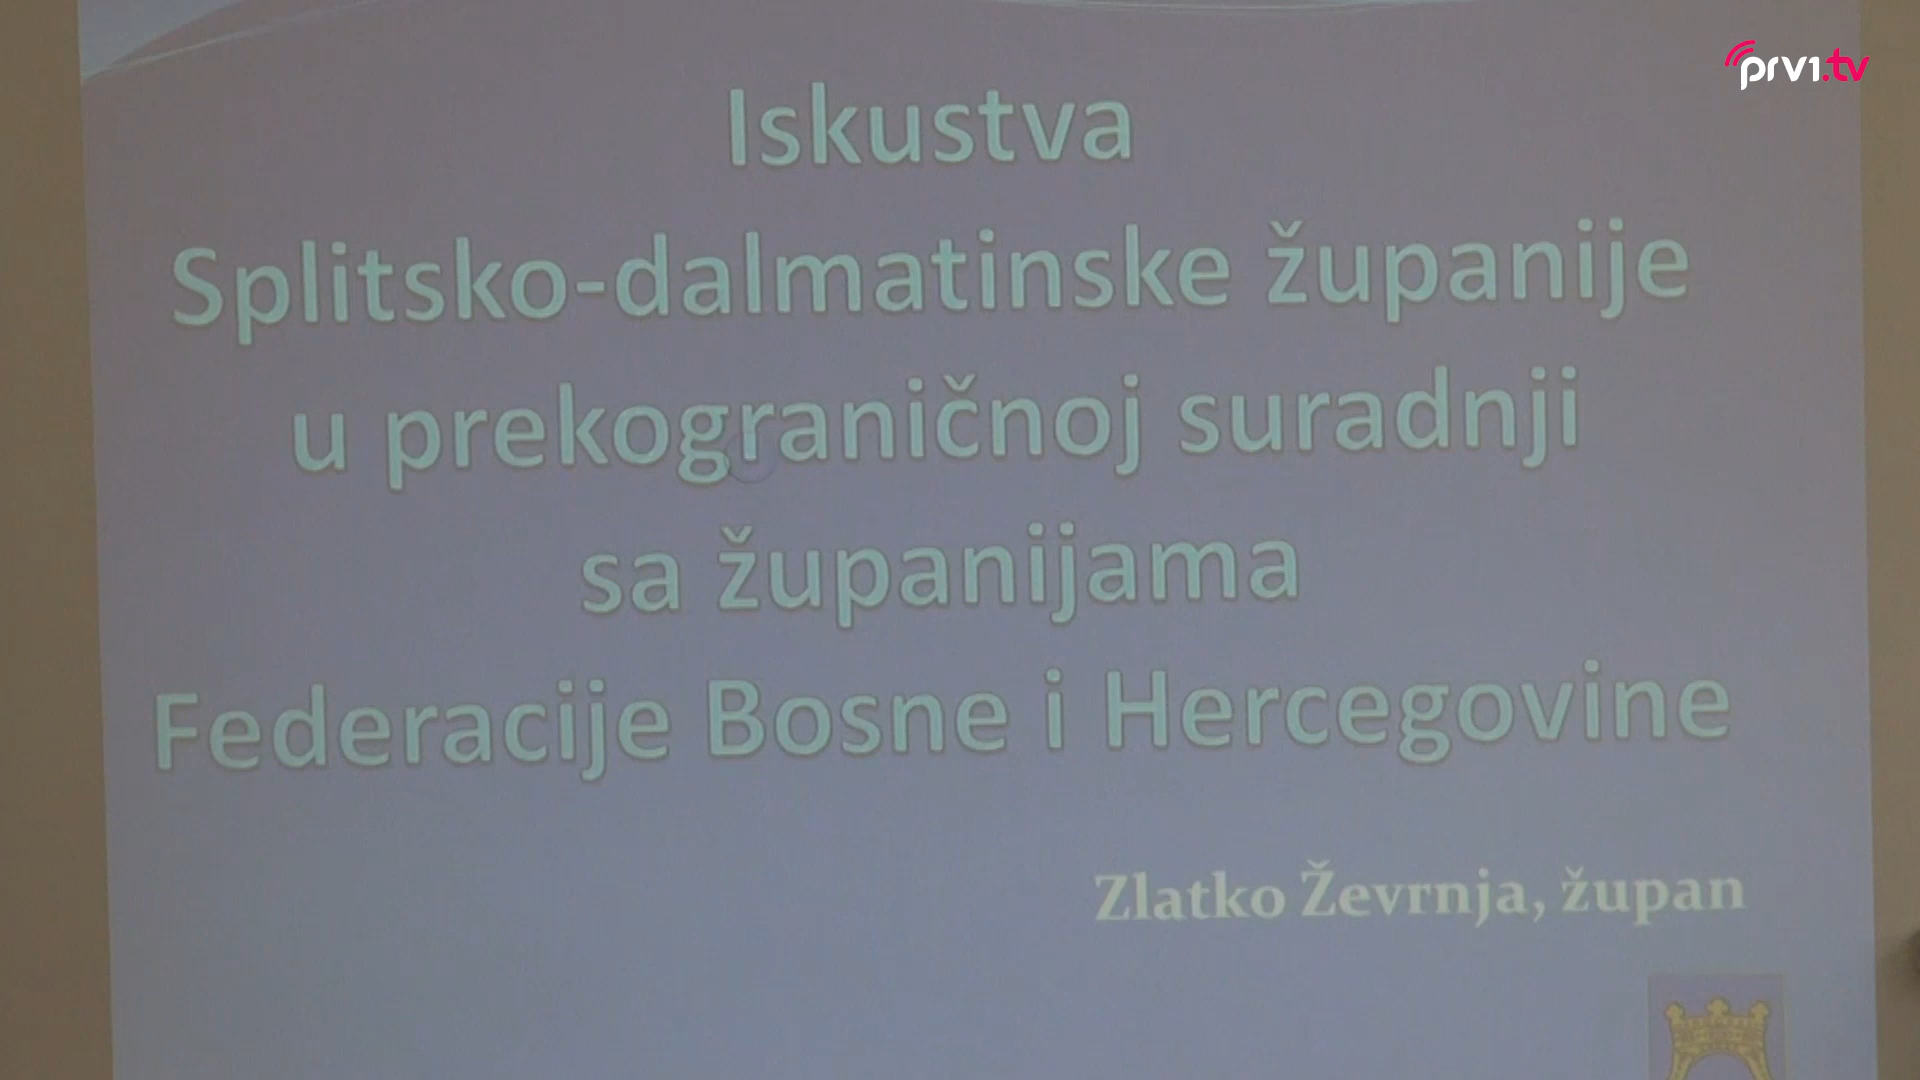 prv1.tv
Iskustva
Splitsko-dalmatinske županije
u prekograničnoj suradnji
sa županijama
Federacije Bosne i Hercegovine
Zlatko Ževrnja, župan